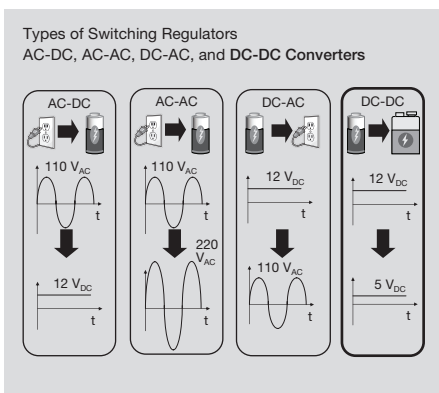 Types of Switching Regulators
AC-DC, AC-AC, DC-AC, and DC-DC Converters
AC-DC
110 VAC
t
12 VDC
t
AC-AC
110 VAC
t
220
VAC
t
DC-AC
12 VDC
t
110 VAC
t
DC-DC
12 VDC
t
5 VDC
t